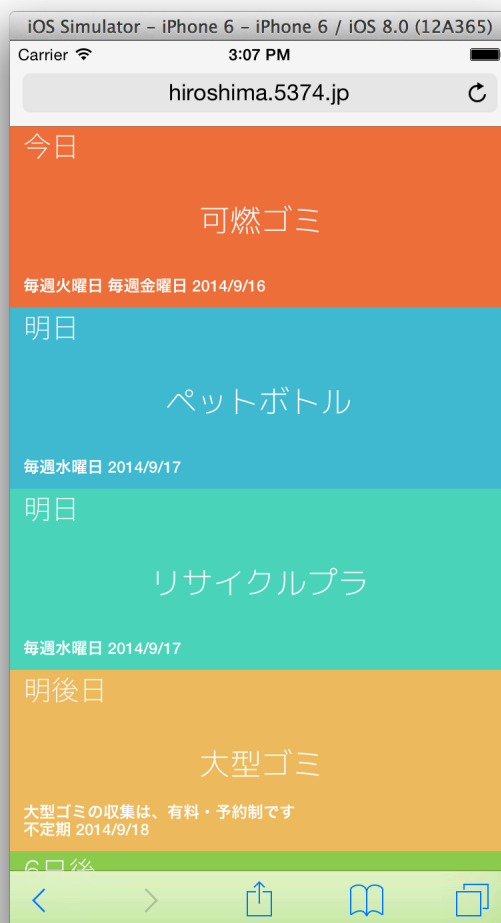 iOS Simulator – iPhone 6 – iPhone 6 / iOS 8.0 (12A365)
Carrier 3:07 PM
hiroshima.5374.jp
今日
可燃ゴミ
毎週火曜日 毎週金曜日 2014/9/16
明日
ペットボトル
毎週水曜日 2014/9/17
明日
リサイクルプラ
毎週水曜日 2014/9/17
明後日
大型ゴミ
大型ゴミの収集は、有料・予約制です
不定期 2014/9/18
6日後